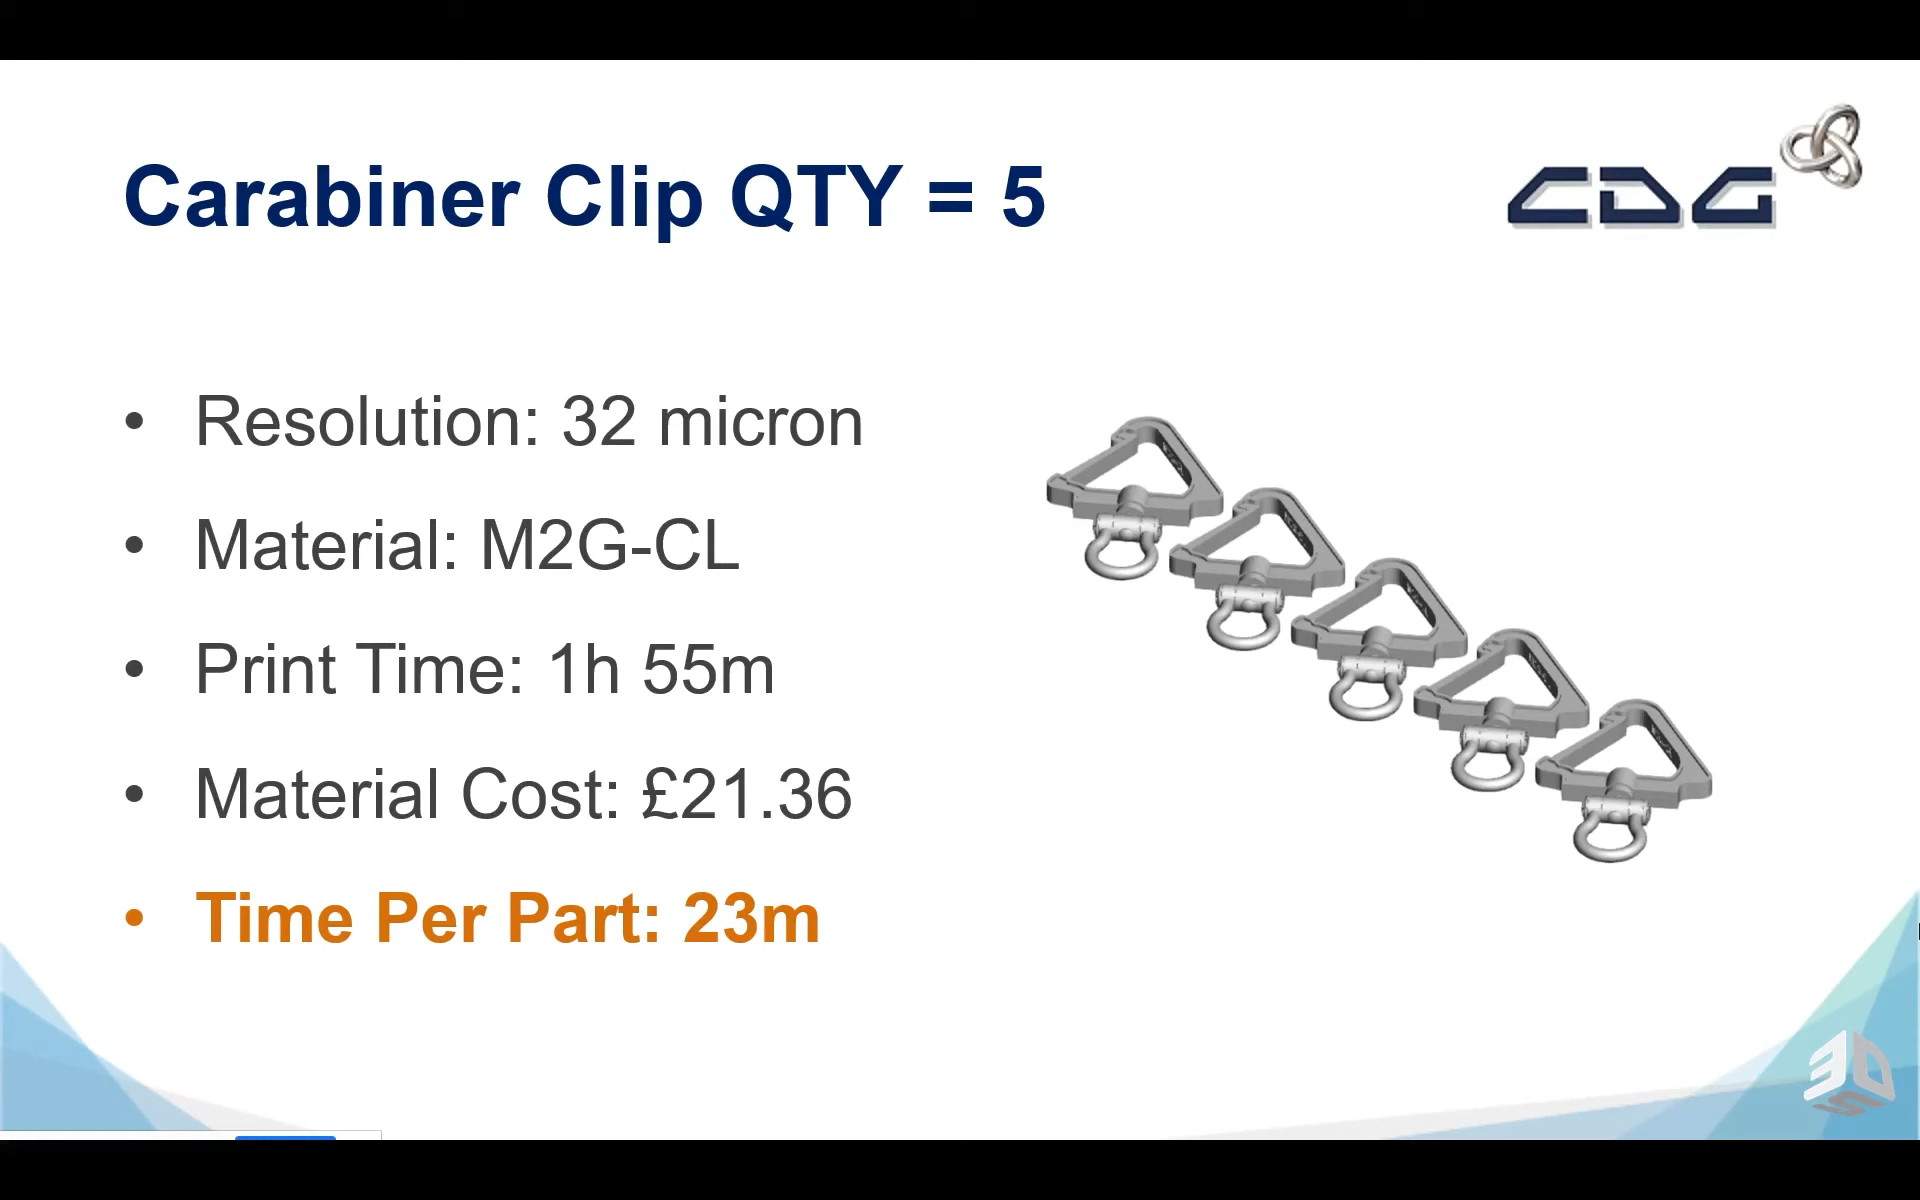 Carabiner Clip QTY = 5
CDG
• Resolution: 32 micron
• Material: M2G-CL
• Print Time: 1h 55m
• Material Cost: £21.36
• Time Per Part: 23m
3DS